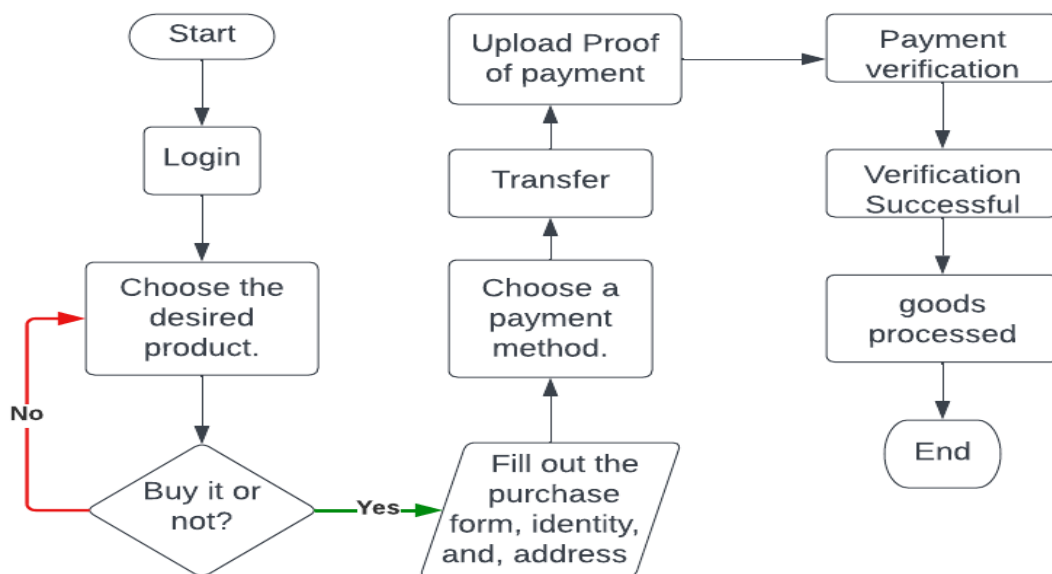 Start
Login
Choose the
desired
product.
No
Buy it or
not?
Yes
Fill out the
purchase
form, identity,
and, address
Choose a
payment
method.
Transfer
Upload Proof
of payment
Payment
verification
Verification
Successful
goods
processed
End